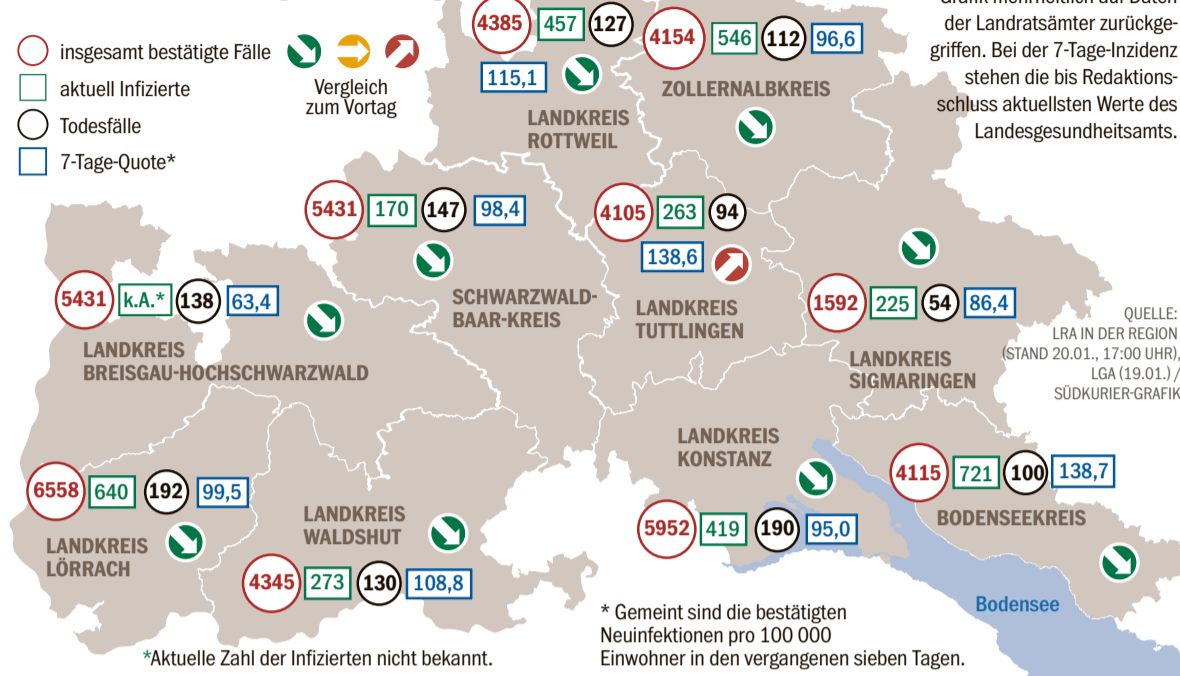 Grafik mehrheitlich auf Daten
der Landratsämter zurückge-
griffen. Bei der 7-Tage-Inzidenz
stehen die bis Redaktions-
schluss aktuellsten Werte des
Landesgesundheitsamts.
insgesamt bestätigte Fälle
aktuell Infizierte
Todesfälle
7-Tage-Quote*
Vergleich
zum Vortag
4385 457 127
115,1
LANDKREIS
ROTTWEIL
4154 546 112 96,6
ZOLLERNALBKREIS
5431 170 147 98,4
SCHWARZWALD-
BAAR-KREIS
4105 263 94
138,6
LANDKREIS
TUTTLINGEN
5431 k.A.* 138 63,4
LANDKREIS
BREISGAU-HOCHSCHWARZWALD
1592 225 54 86,4
LANDKREIS
SIGMARINGEN
QUELLE:
LRA IN DER REGION
(STAND 20.01., 17:00 UHR),
LGA (19.01.) /
SÜDKURIER-GRAFIK
LANDKREIS
KONSTANZ
5952 419 190 95,0
4115 721 100 138,7
BODENSEEKREIS
6558 640 192 99,5
LANDKREIS
LÖRRACH
LANDKREIS
WALDSHUT
4345 273 130 108,8
Bodensee
*Aktuelle Zahl der Infizierten nicht bekannt.
* Gemeint sind die bestätigten
Neuinfektionen pro 100 000
Einwohner in den vergangenen sieben Tagen.